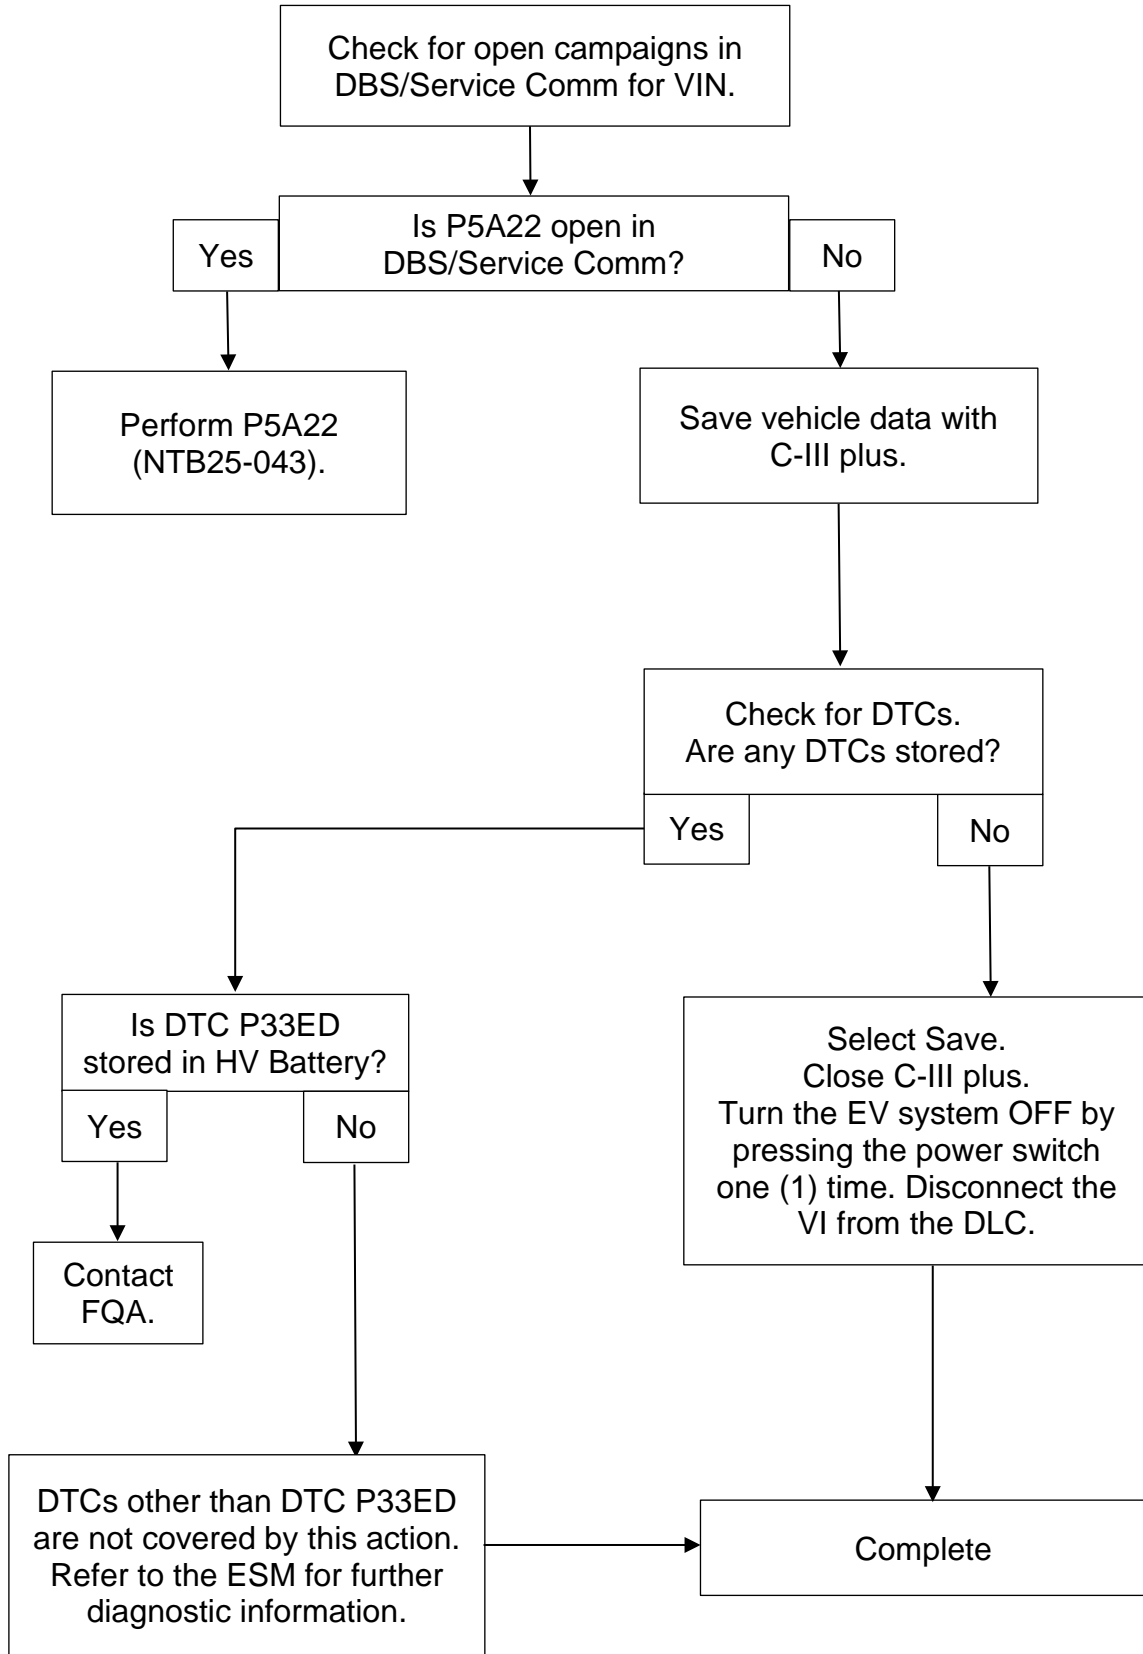 Check for open campaigns in
DBS/Service Comm for VIN.
Is P5A22 open in
DBS/Service Comm?
Yes
No
Perform P5A22
(NTB25-043).
Save vehicle data with
C-III plus.
Check for DTCs.
Are any DTCs stored?
Yes
No
Is DTC P33ED
stored in HV Battery?
Yes
No
Contact
FQA.
Select Save.
Close C-III plus.
Turn the EV system OFF by
pressing the power switch
one (1) time. Disconnect the
VI from the DLC.
DTCs other than DTC P33ED
are not covered by this action.
Refer to the ESM for further
diagnostic information.
Complete